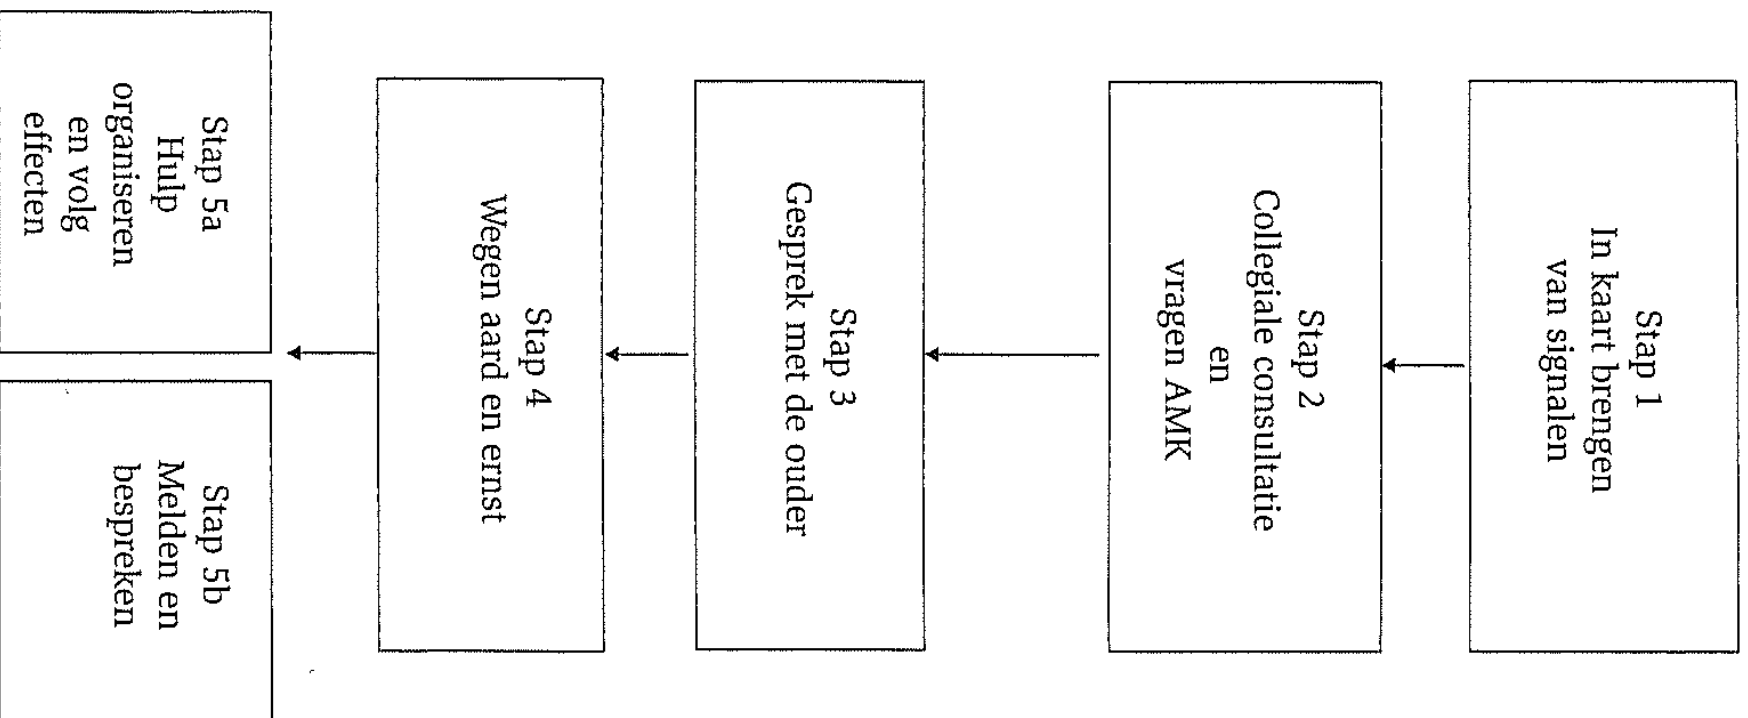 Stap 1
In kaart brengen
van signalen
Stap 2
Collegiale consultatie
en
vragen AMK
Stap 3
Gesprek met de ouder
Stap 4
Wegen aard en ernst
Stap 5a
Hulp
organiseren
en volg
effecten
Stap 5b
Melden en
bespreken